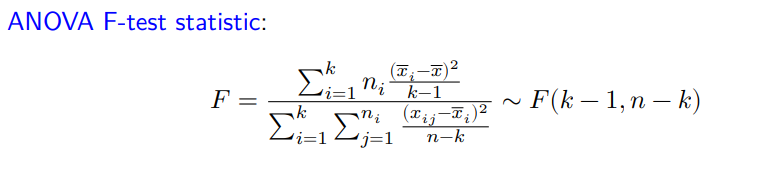 ANOVA F-test statistic:
$F = \frac{\sum_{i=1}^{k} n_i \frac{(\overline{x}_i - \overline{x})^2}{k-1}}{\sum_{i=1}^{k} \sum_{j=1}^{n_i} \frac{(x_{ij} - \overline{x}_i)^2}{n-k}} \sim F(k-1, n-k)$